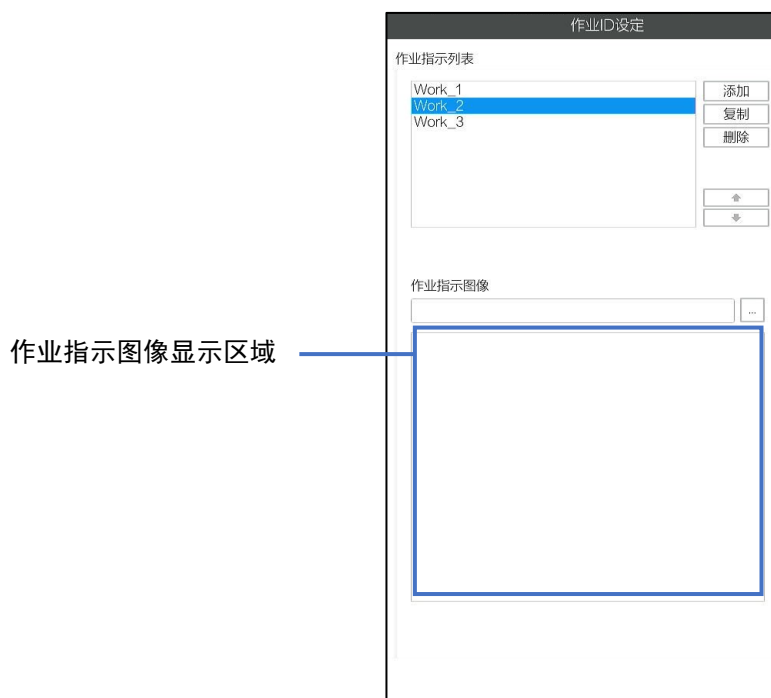 作业ID设定
作业指示列表
Work_1
Work_2
Work_3
添加
复制
删除
作业指示图像
...
作业指示图像显示区域